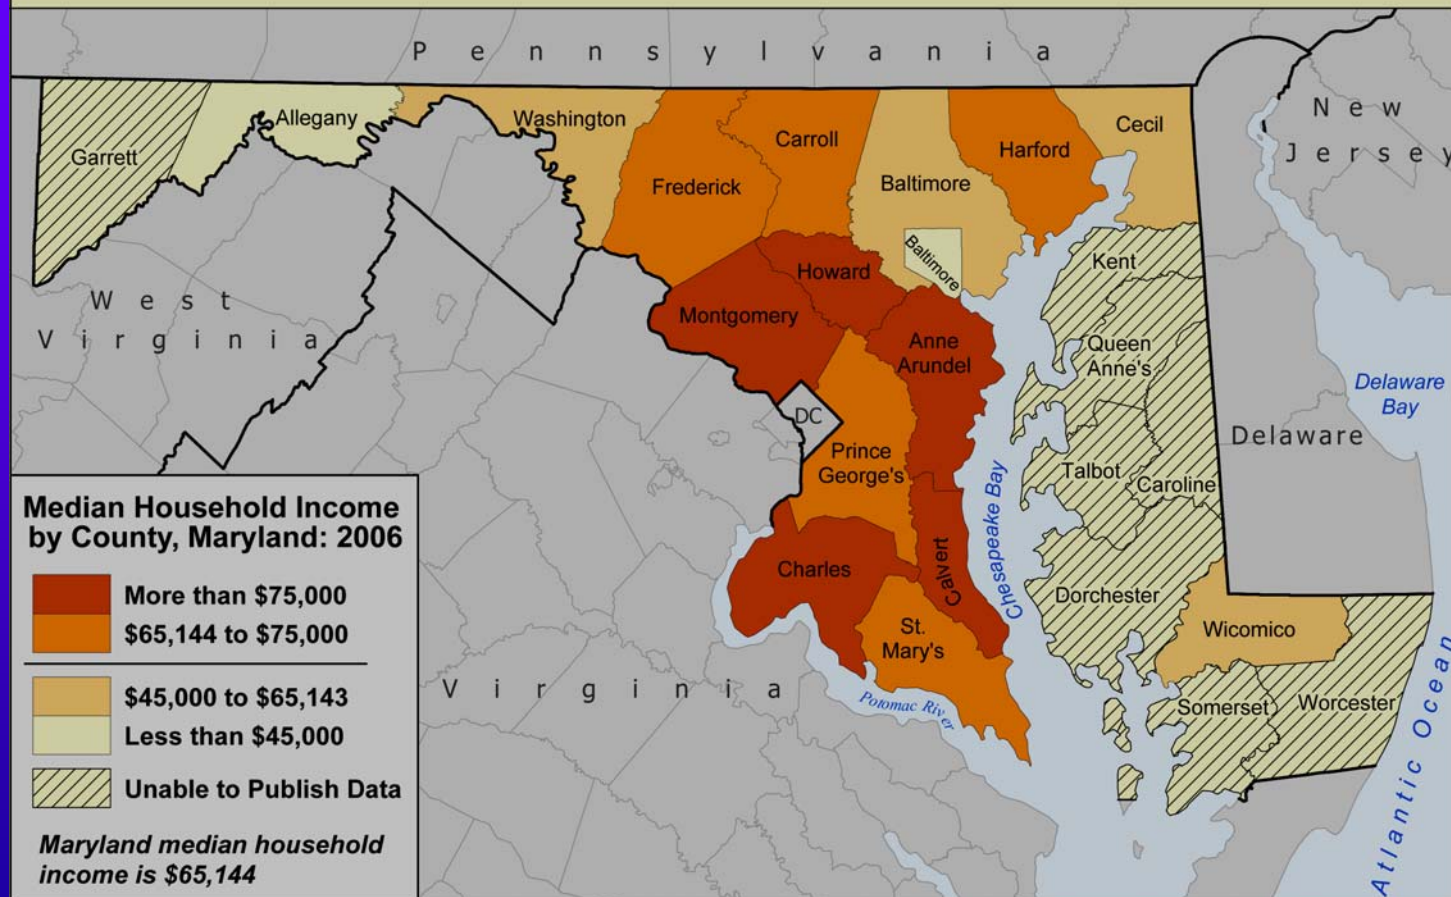 P e n n s y l v a n i a
Garrett
Allegany
Washington
Frederick
Carroll
Baltimore
Harford
Cecil
New
Jersey
Baltimore
Howard
Montgomery
Anne
Arundel
Kent
Queen
Anne's
West
Virginia
DC
Prince
George's
Talbot
Caroline
Delaware
Delaware
Bay
Chesapeake Bay
Charles
Calvert
St.
Mary's
Dorchester
Wicomico
Somerset
Worcester
Virginia
Potomac River
Atlantic Ocean
Median Household Income
by County, Maryland: 2006
More than $75,000
$65,144 to $75,000
$45,000 to $65,143
Less than $45,000
Unable to Publish Data
Maryland median household
income is $65,144